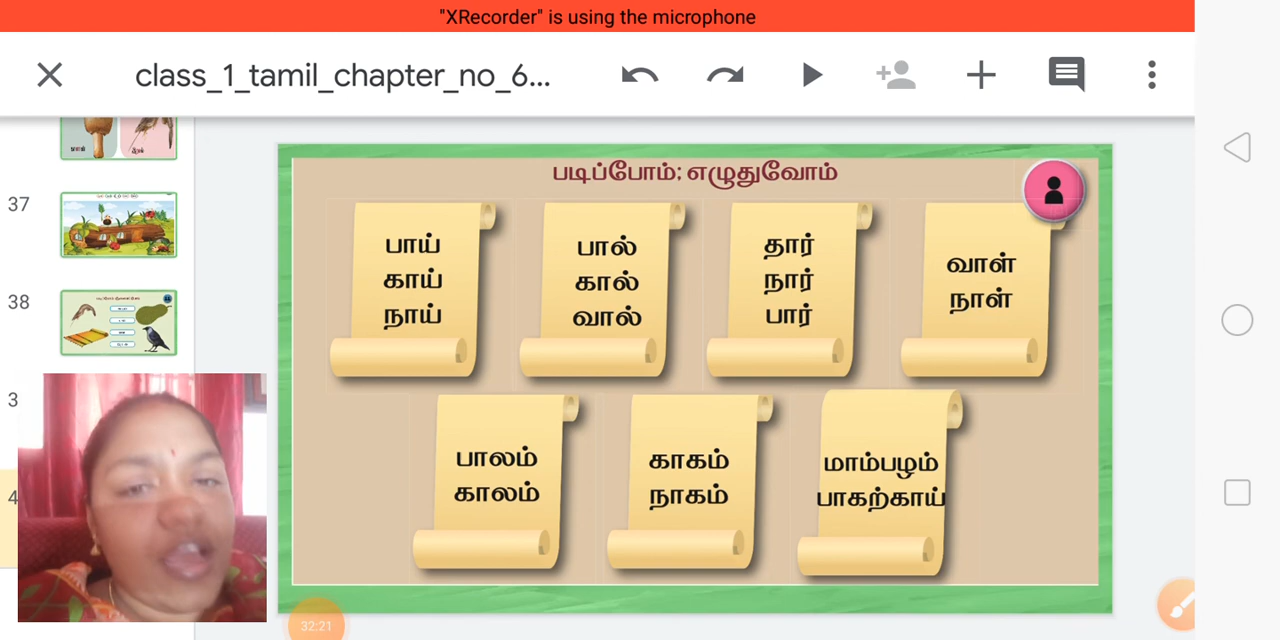 "XRecorder" is using the microphone
class_1_tamil_chapter_no_6...
37
38
3
4
படிப்போம்; எழுதுவோம்
பாய்
காய்
நாய்
பால்
கால்
வால்
தார்
நார்
பார்
வாள்
நாள்
பாலம்
காலம்
காகம்
நாகம்
மாம்பழம்
பாகற்காய்
32:21